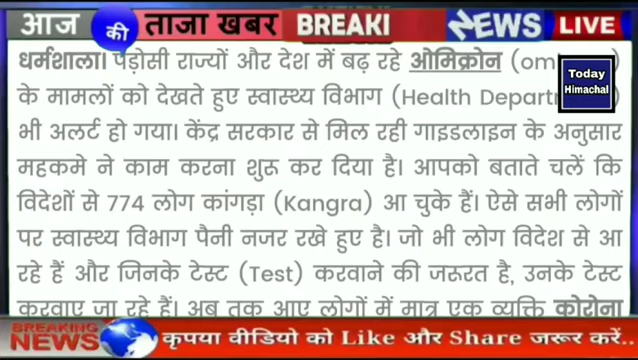 आज की ताजा खबर BREAKI NEWS LIVE
धर्मशाला। पड़ोसी राज्यों और देश में बढ़ रहे ओमिक्रोन
Today
Himachal
के मामलों को देखते हुए स्वास्थ्य विभाग (Health
भी अलर्ट हो गया। केंद्र सरकार से मिल रही गाइडलाइन के अनुसार
महकमे ने काम करना शुरू कर दिया है। आपको बताते चलें कि
विदेशों से 774 लोग कांगड़ा (Kangra) आ चुके हैं। ऐसे सभी लोगों
पर स्वास्थ्य विभाग पैनी नजर रखे हुए है। जो भी लोग विदेश से आ
रहे हैं और जिनके टेस्ट (Test) करवाने की जरूरत है, उनके टेस्ट
करवाए जा रहे हैं। अब तक आए लोगों में मात्र एक व्यक्ति कोरोना
BREAKING
NEWS
कृपया वीडियो को Like और Share जरूर करें..